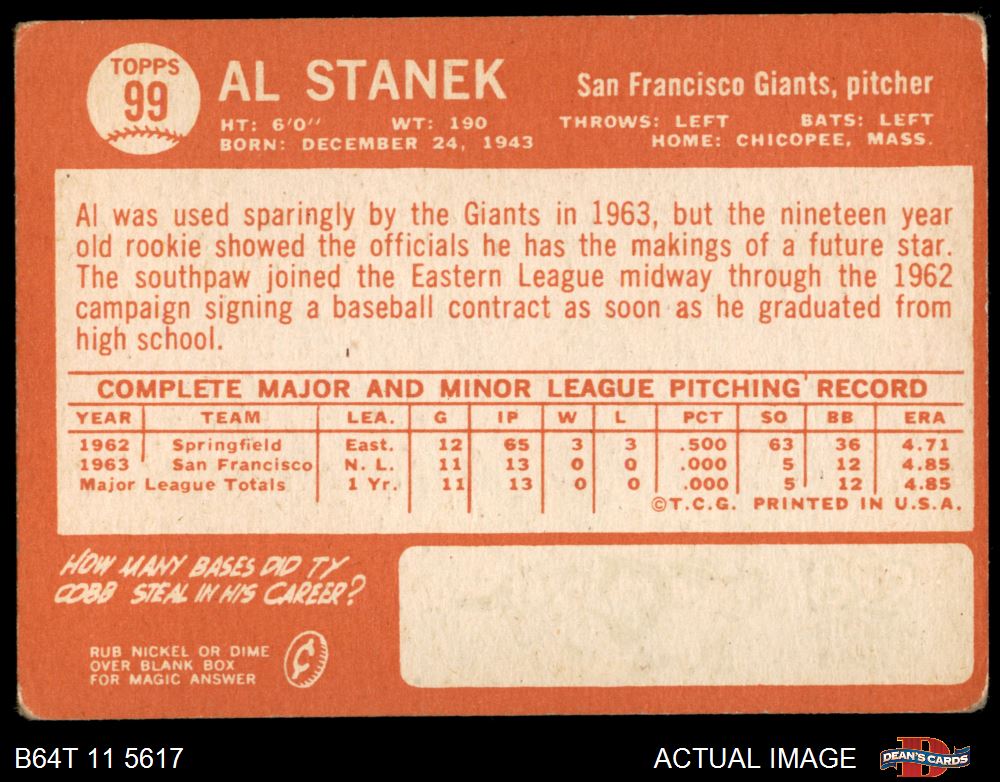 TOPPS
99
AL STANEK
San Francisco Giants, pitcher
HT: 6'0" WT: 190 THROWS: LEFT BATS: LEFT
BORN: DECEMBER 24, 1943 HOME: CHICOPEE, MASS.
Al was used sparingly by the Giants in 1963, but the nineteen year
old rookie showed the officials he has the makings of a future star.
The southpaw joined the Eastern League midway through the 1962
campaign signing a baseball contract as soon as he graduated from
high school.
COMPLETE MAJOR AND MINOR LEAGUE PITCHING RECORD
YEAR TEAM LEA. G IP W L PCT SO BB ERA
1962 Springfield East. 12 65 3 3 .500 63 36 4.71
1963 San Francisco N. L. 11 13 0 0 .000 5 12 4.85
Major League Totals 1 Yr. 11 13 0 0 .000 5 12 4.85
©T.C.G. PRINTED IN U.S.A.
HOW MANY BASES DID TY
COBB STEAL IN HIS CAREER?
RUB NICKEL OR DIME
OVER BLANK BOX
FOR MAGIC ANSWER
¢
B64T 11 5617 ACTUAL IMAGE DEAN'S CARDS